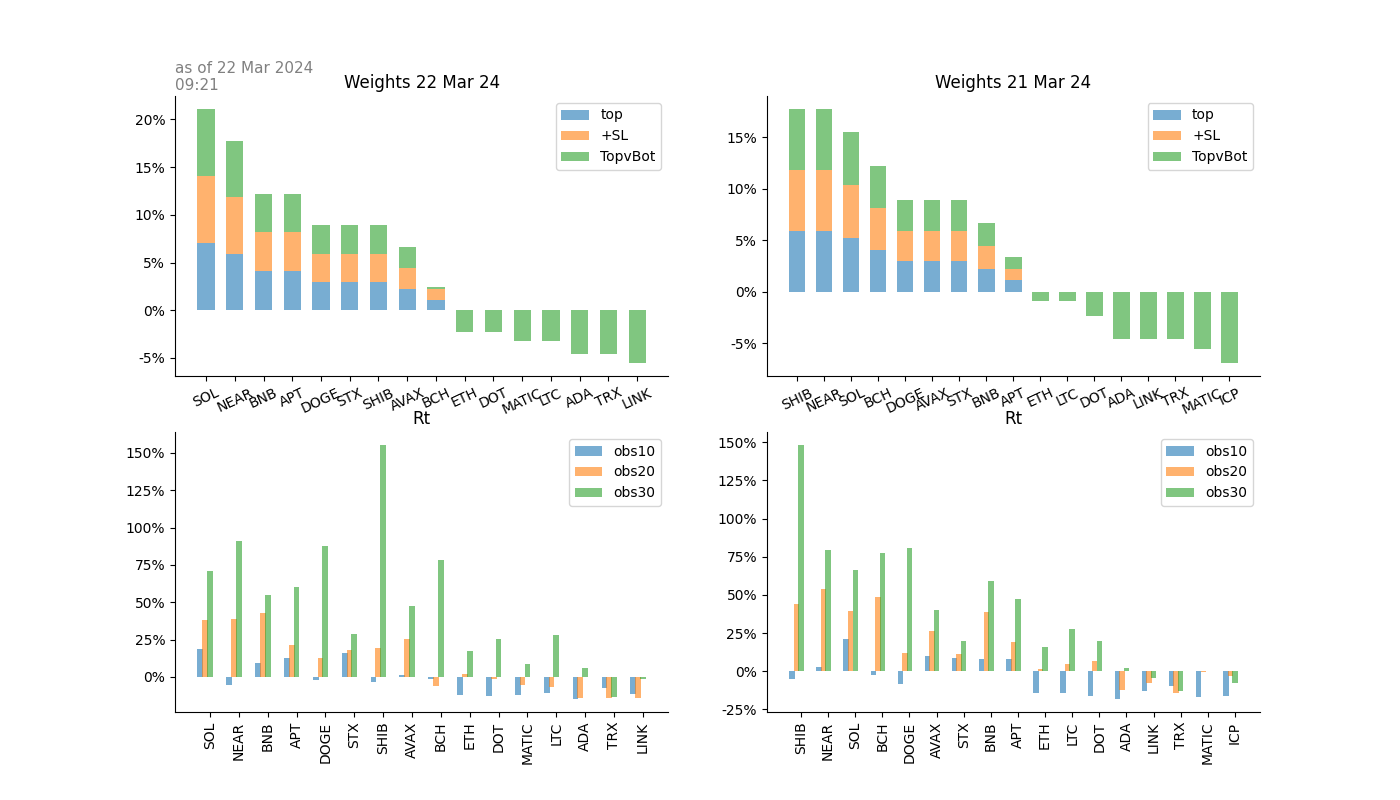 as of 22 Mar 2024
09:21
Weights 22 Mar 24
20%
15%
10%
5%
0%
-5%
top
+SL
TopvBot
SOL NEAR BNB APT DOGE STX SHIB AVAX BCH ETH DOT MATIC LTC ADA TRX LINK
Weights 21 Mar 24
15%
10%
5%
0%
-5%
top
+SL
TopvBot
SHIB NEAR SOL BCH DOGE AVAX STX BNB APT ETH LTC DOT ADA LINK TRX MATIC ICP
Rt
150%
125%
100%
75%
50%
25%
0%
obs10
obs20
obs30
SOL NEAR BNB APT DOGE STX SHIB AVAX BCH ETH DOT MATIC LTC ADA TRX LINK
Rt
150%
125%
100%
75%
50%
25%
0%
-25%
obs10
obs20
obs30
SHIB NEAR SOL BCH DOGE AVAX STX BNB APT ETH LTC DOT ADA LINK TRX MATIC ICP